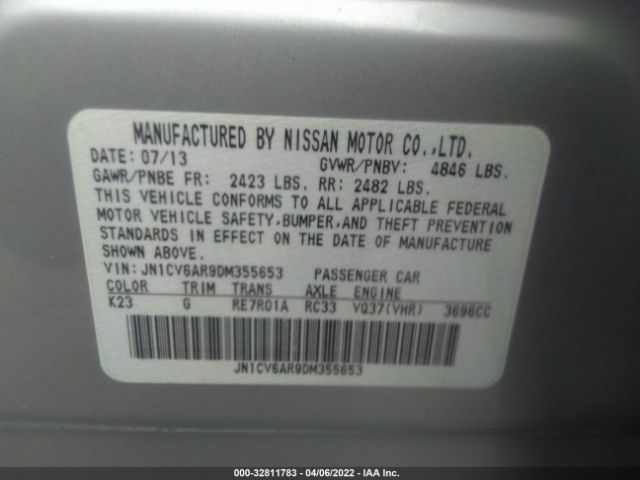 MANUFACTURED BY NISSAN MOTOR CO.,LTD.
DATE: 07/13 GVWR/PNBV: 4846 LBS.
GAWR/PNBE FR: 2423 LBS. RR: 2482 LBS.
THIS VEHICLE CONFORMS TO ALL APPLICABLE FEDERAL
MOTOR VEHICLE SAFETY,BUMPER,AND THEFT PREVENTION
STANDARDS IN EFFECT ON THE DATE OF MANUFACTURE
SHOWN ABOVE.
VIN: JN1CV6AR9DM355653 PASSENGER CAR
COLOR TRIM TRANS AXLE ENGINE
K23 G RE7R01A RC33 VQ37(VHR) 3696CC
JN1CV6AR9DM355653
000-32811783 - 04/06/2022 - IAA Inc.